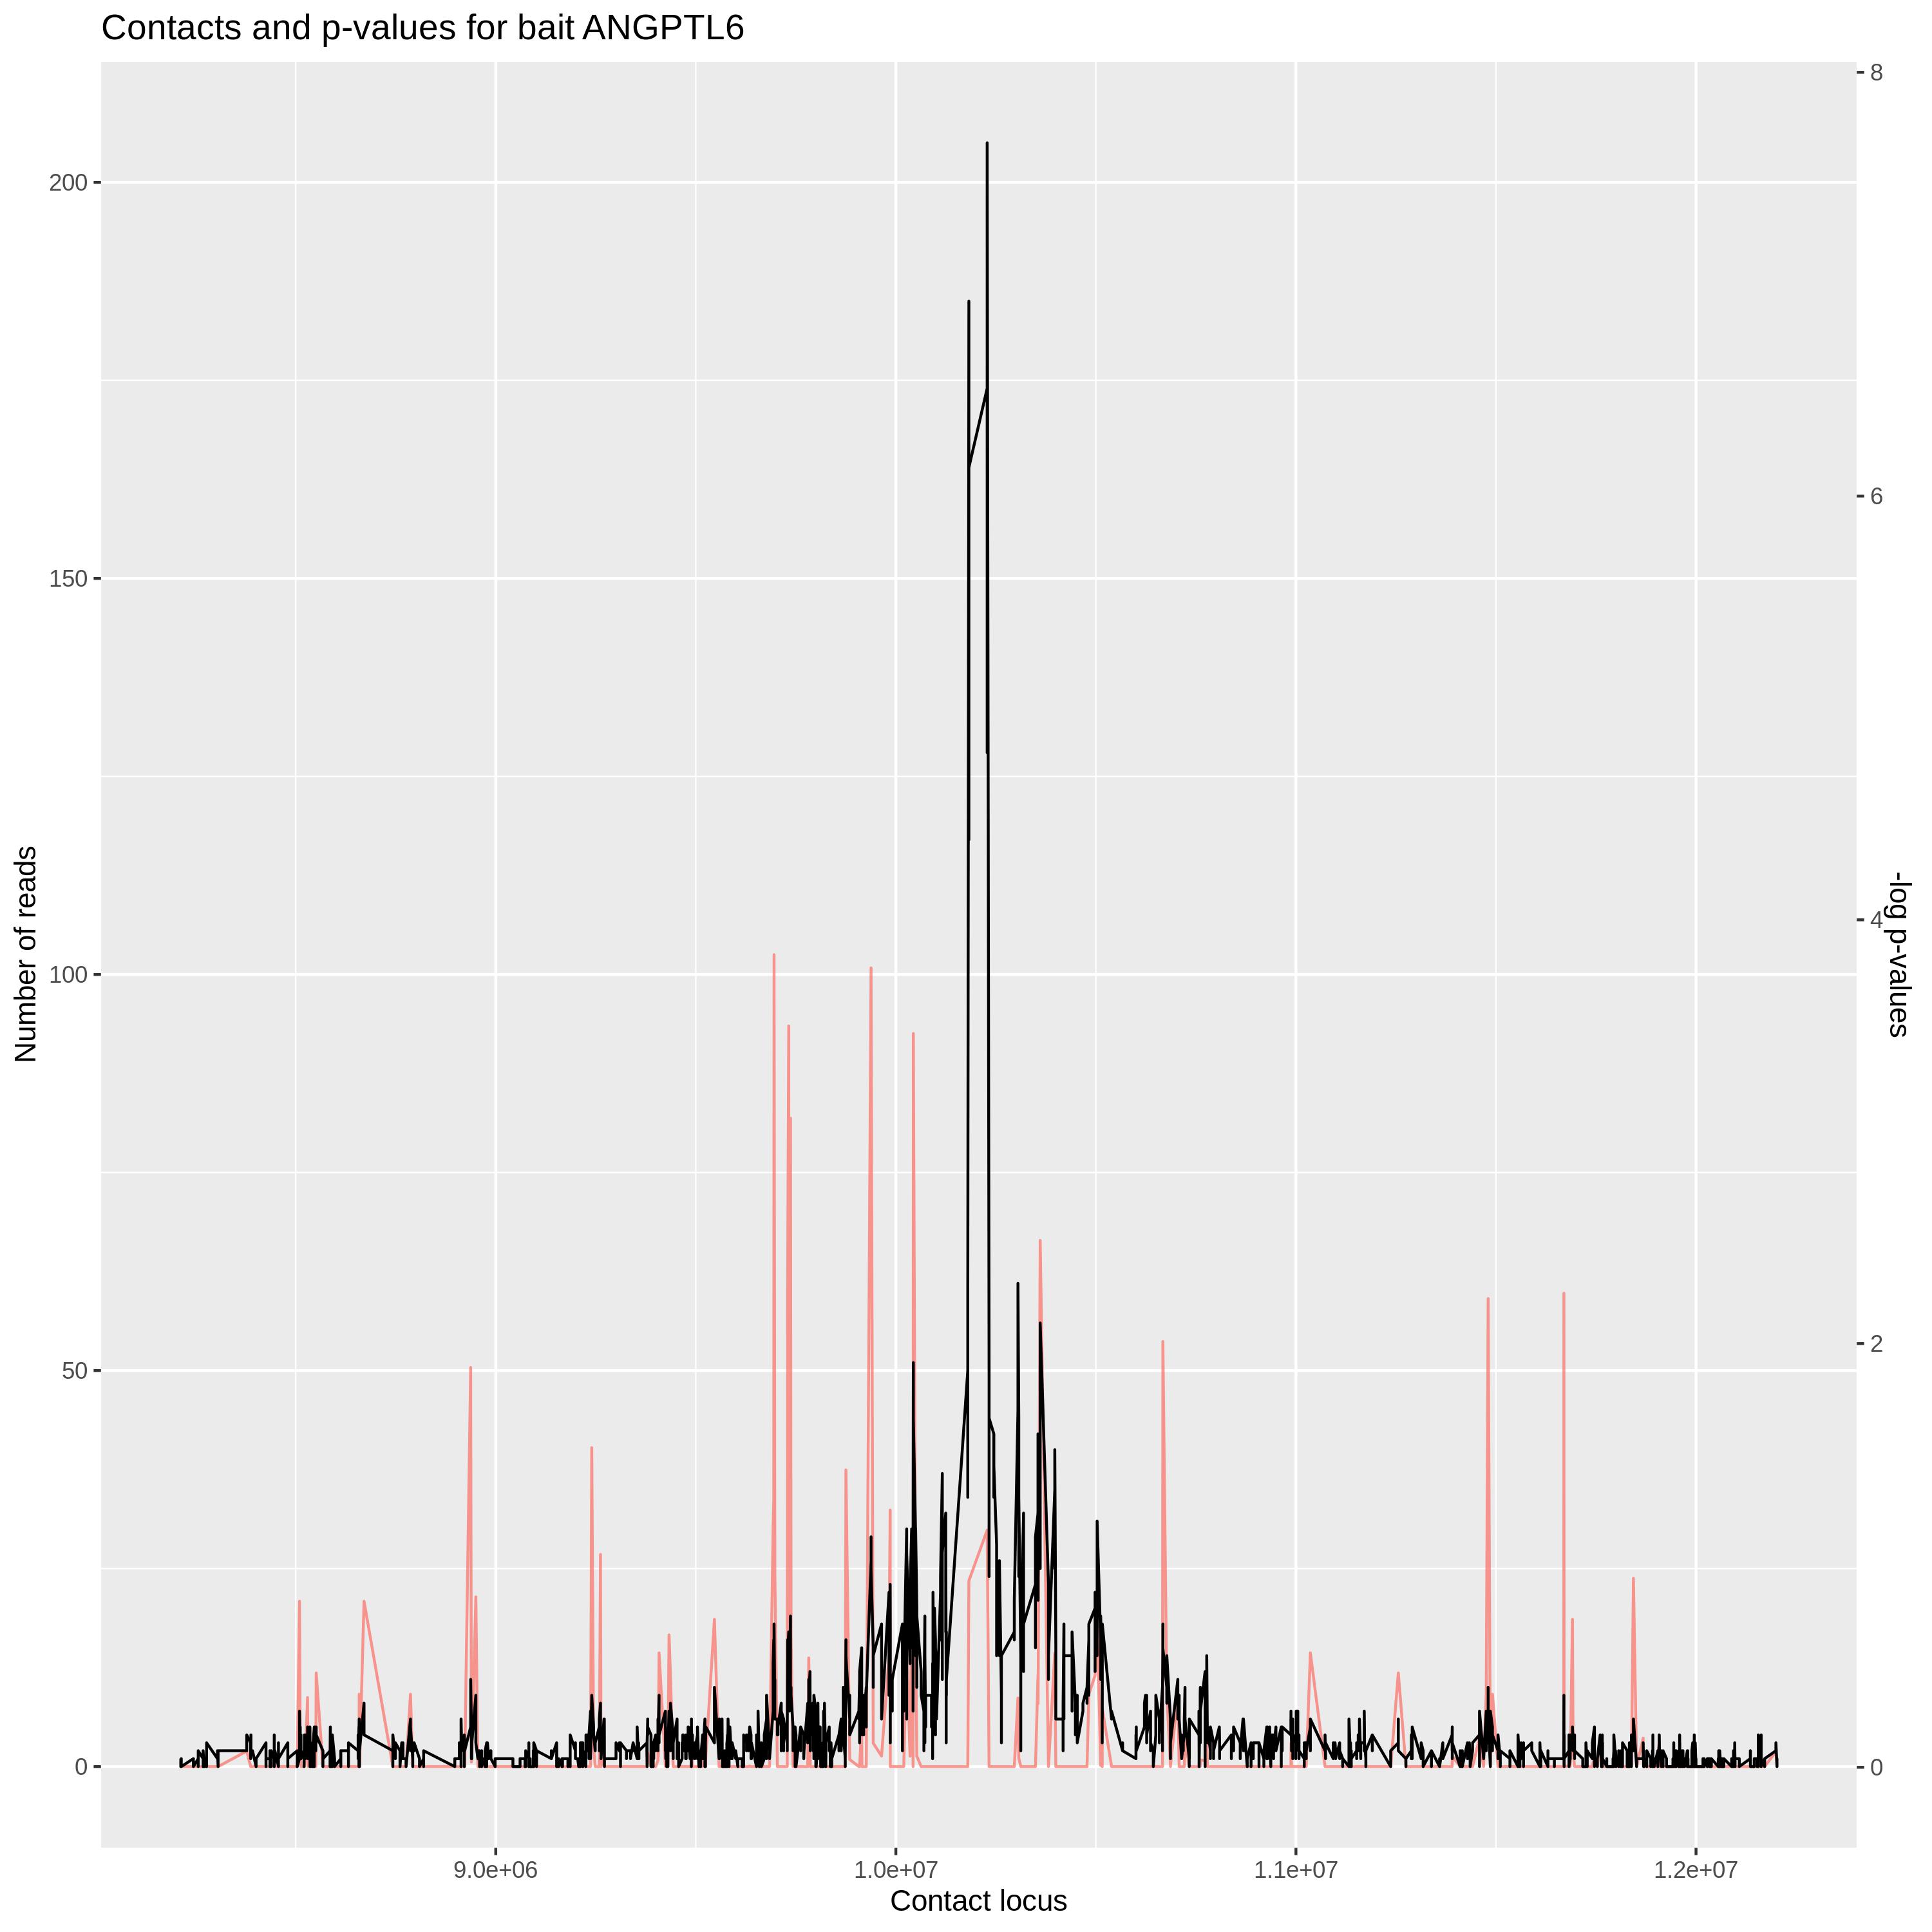 Contacts and p-values for bait ANGPTL6
200
150
100
50
0
Number of reads
8
6
4
2
0
-log p-values
9.0e+06
1.0e+07
1.1e+07
1.2e+07
Contact locus